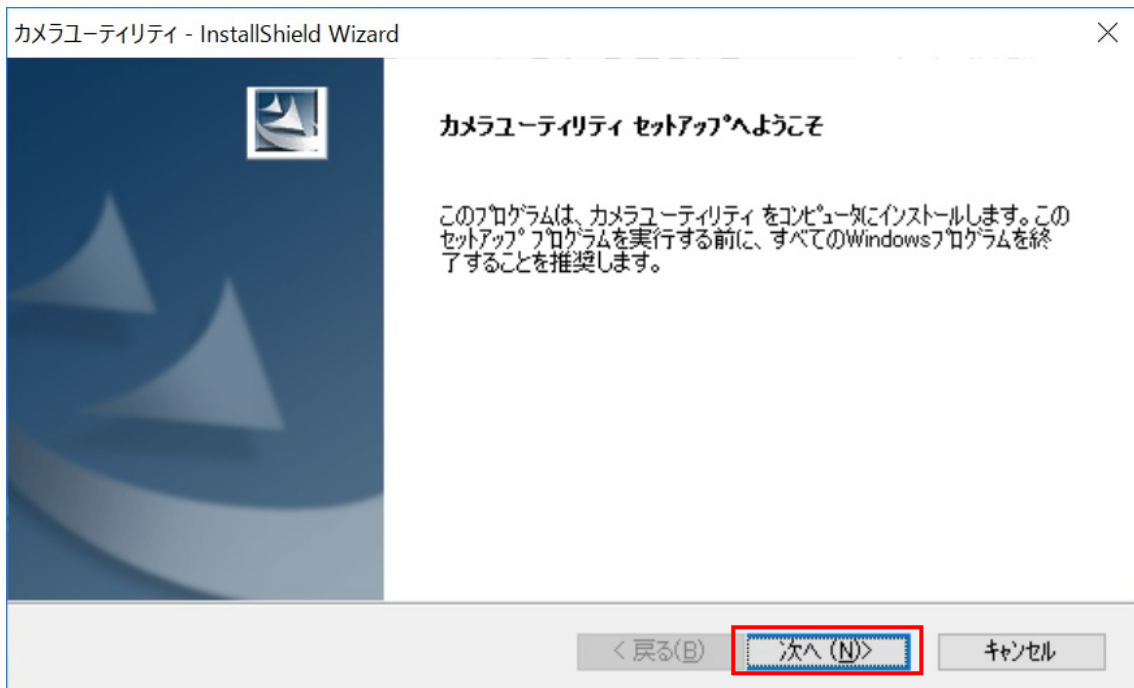 カメラユーティリティ - InstallShield Wizard
カメラユーティリティ セットアップへようこそ
このプログラムは、カメラユーティリティ をコンピュータにインストールします。この
セットアップ プログラムを実行する前に、すべてのWindowsプログラムを終
了することを推奨します。
< 戻る(B)
次へ (N)>
キャンセル